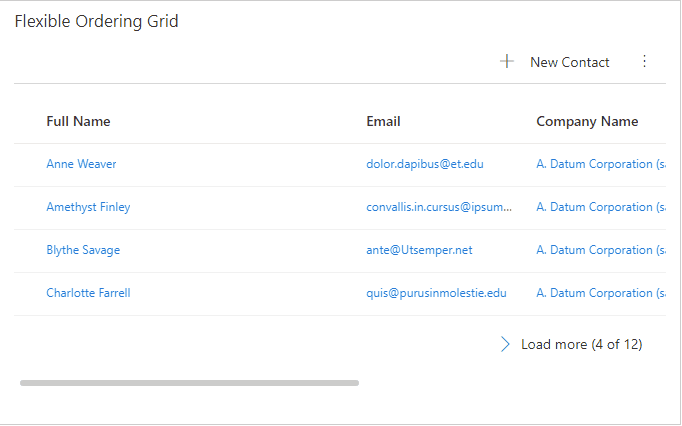 Flexible Ordering Grid
New Contact
Full Name Email Company Name
Anne Weaver dolor.dapibus@et.edu A. Datum Corporation (s
Amethyst Finley convallis.in.cursus@ipsum... A. Datum Corporation (s
Blythe Savage ante@Utsemper.net A. Datum Corporation (s
Charlotte Farrell quis@purusinmolestie.edu A. Datum Corporation (s
Load more (4 of 12)